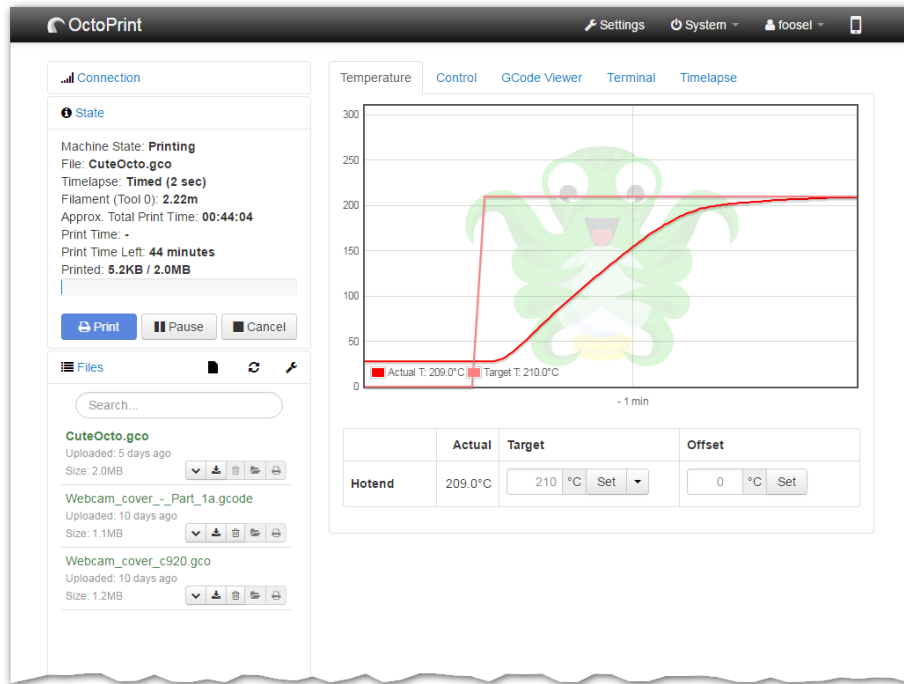 OctoPrint
Settings System foosel
Connection
State
Machine State: Printing
File: CuteOcto.gco
Timelapse: Timed (2 sec)
Filament (Tool 0): 2.22m
Approx. Total Print Time: 00:44:04
Print Time: -
Print Time Left: 44 minutes
Printed: 5.2KB / 2.0MB
Print Pause Cancel
Files
Search...
CuteOcto.gco
Uploaded: 5 days ago
Size: 2.0MB
Webcam_cover_-_Part_1a.gcode
Uploaded: 10 days ago
Size: 1.1MB
Webcam_cover_c920.gco
Uploaded: 10 days ago
Size: 1.2MB
Temperature Control GCode Viewer Terminal Timelapse
300
250
200
150
100
50
0
Actual T: 209.0°C Target T: 210.0°C
- 1 min
Actual Target Offset
Hotend 209.0°C 210 °C Set 0 °C Set